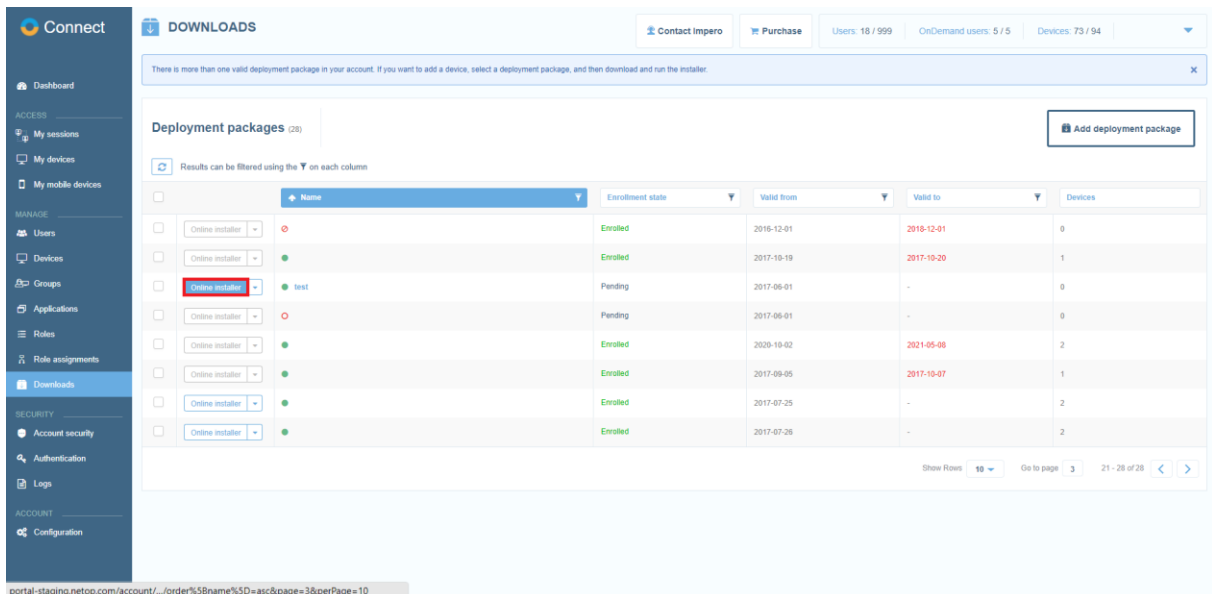 Connect
DOWNLOADS
Contact Impero
Purchase
Users: 18 / 999
OnDemand users: 5 / 5
Devices: 73 / 94
There is more than one valid deployment package in your account. If you want to add a device, select a deployment package, and then download and run the installer.
Dashboard
ACCESS
My sessions
My devices
My mobile devices
MANAGE
Users
Devices
Groups
Applications
Roles
Role assignments
Downloads
SECURITY
Account security
Authentication
Logs
ACCOUNT
Configuration
Deployment packages (28)
Add deployment package
Results can be filtered using the on each column
Name Enrollment state Valid from Valid to Devices
Online installer Enrolled 2016-12-01 2018-12-01 0
Online installer Enrolled 2017-10-19 2017-10-20 1
Online installer test Pending 2017-06-01 - 0
Online installer Pending 2017-06-01 - 0
Online installer Enrolled 2020-10-02 2021-05-08 2
Online installer Enrolled 2017-09-05 2017-10-07 1
Online installer Enrolled 2017-07-25 - 2
Online installer Enrolled 2017-07-26 - 2
Show Rows 10 Go to page 3 21 - 28 of 28
portal-staging.netop.com/account/.../order%5Bname%5D=asc&page=3&perPage=10